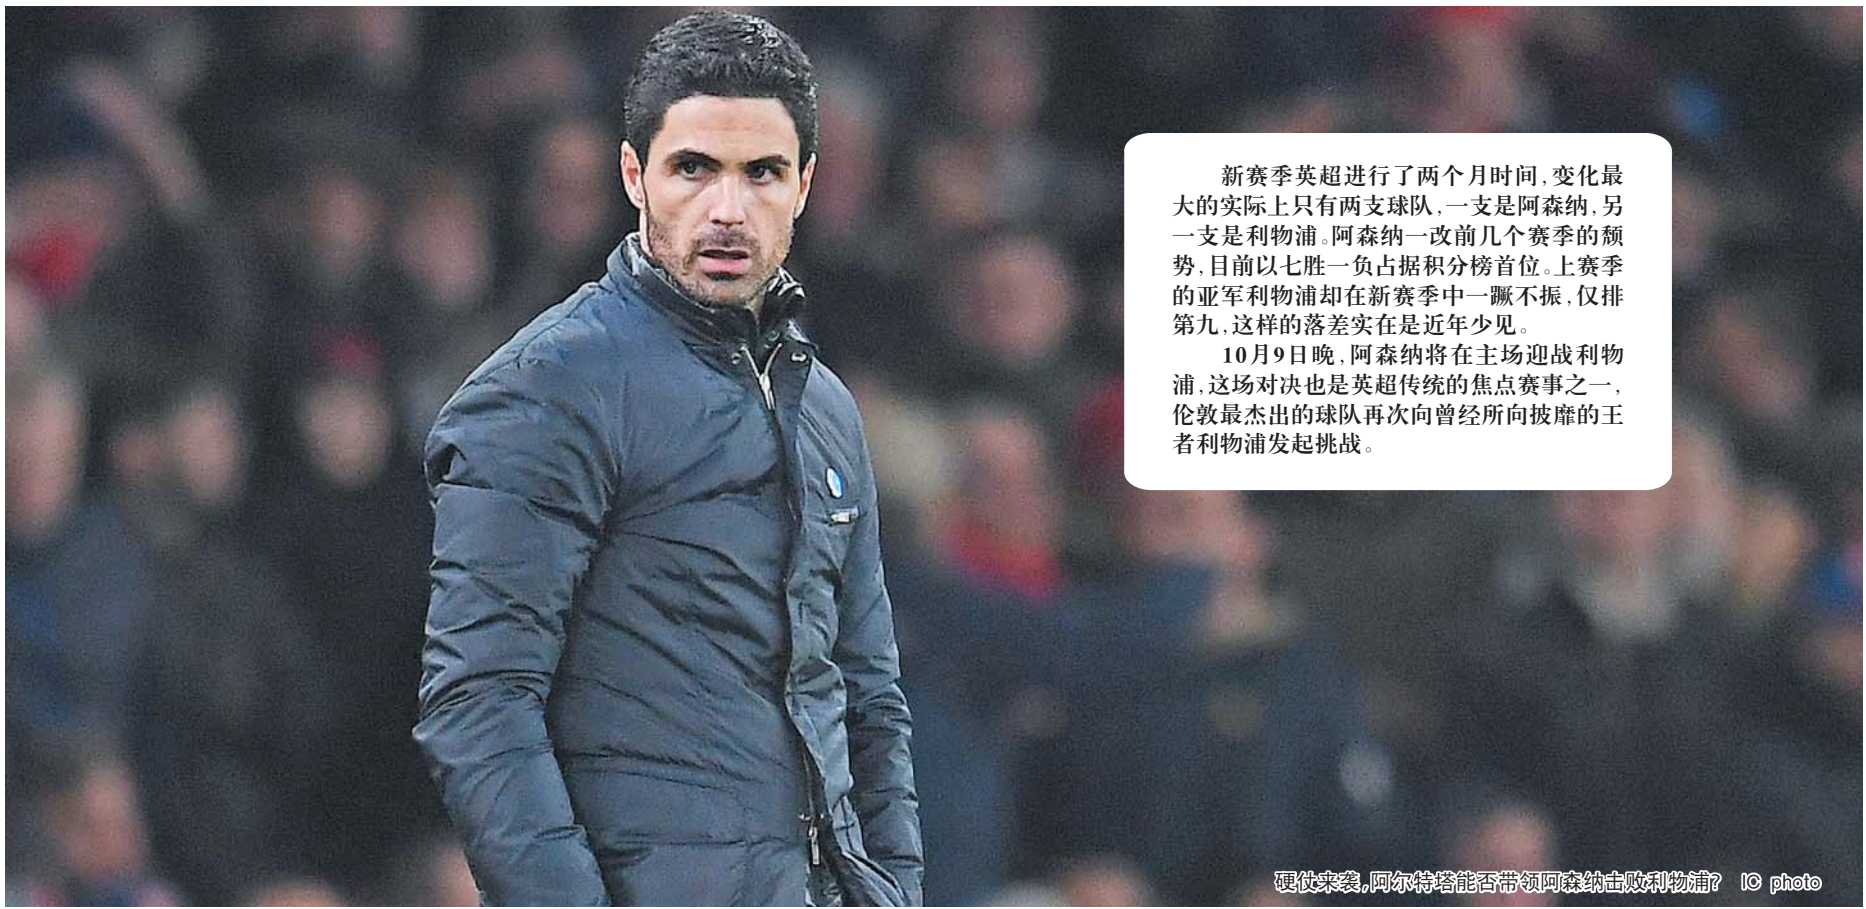 新赛季英超进行了两个月时间,变化最
大的实际上只有两支球队,一支是阿森纳,另
一支是利物浦。阿森纳一改前几个赛季的颓
势,目前以七胜一负占据积分榜首位。上赛季
的亚军利物浦却在新赛季中一蹶不振,仅排
第九,这样的落差实在是近年少见。
10月9日晚,阿森纳将在主场迎战利物
浦,这场对决也是英超传统的焦点赛事之一,
伦敦最杰出的球队再次向曾经所向披靡的王
者利物浦发起挑战。
硬仗来袭,阿尔特塔能否带领阿森纳击败利物浦? IC photo